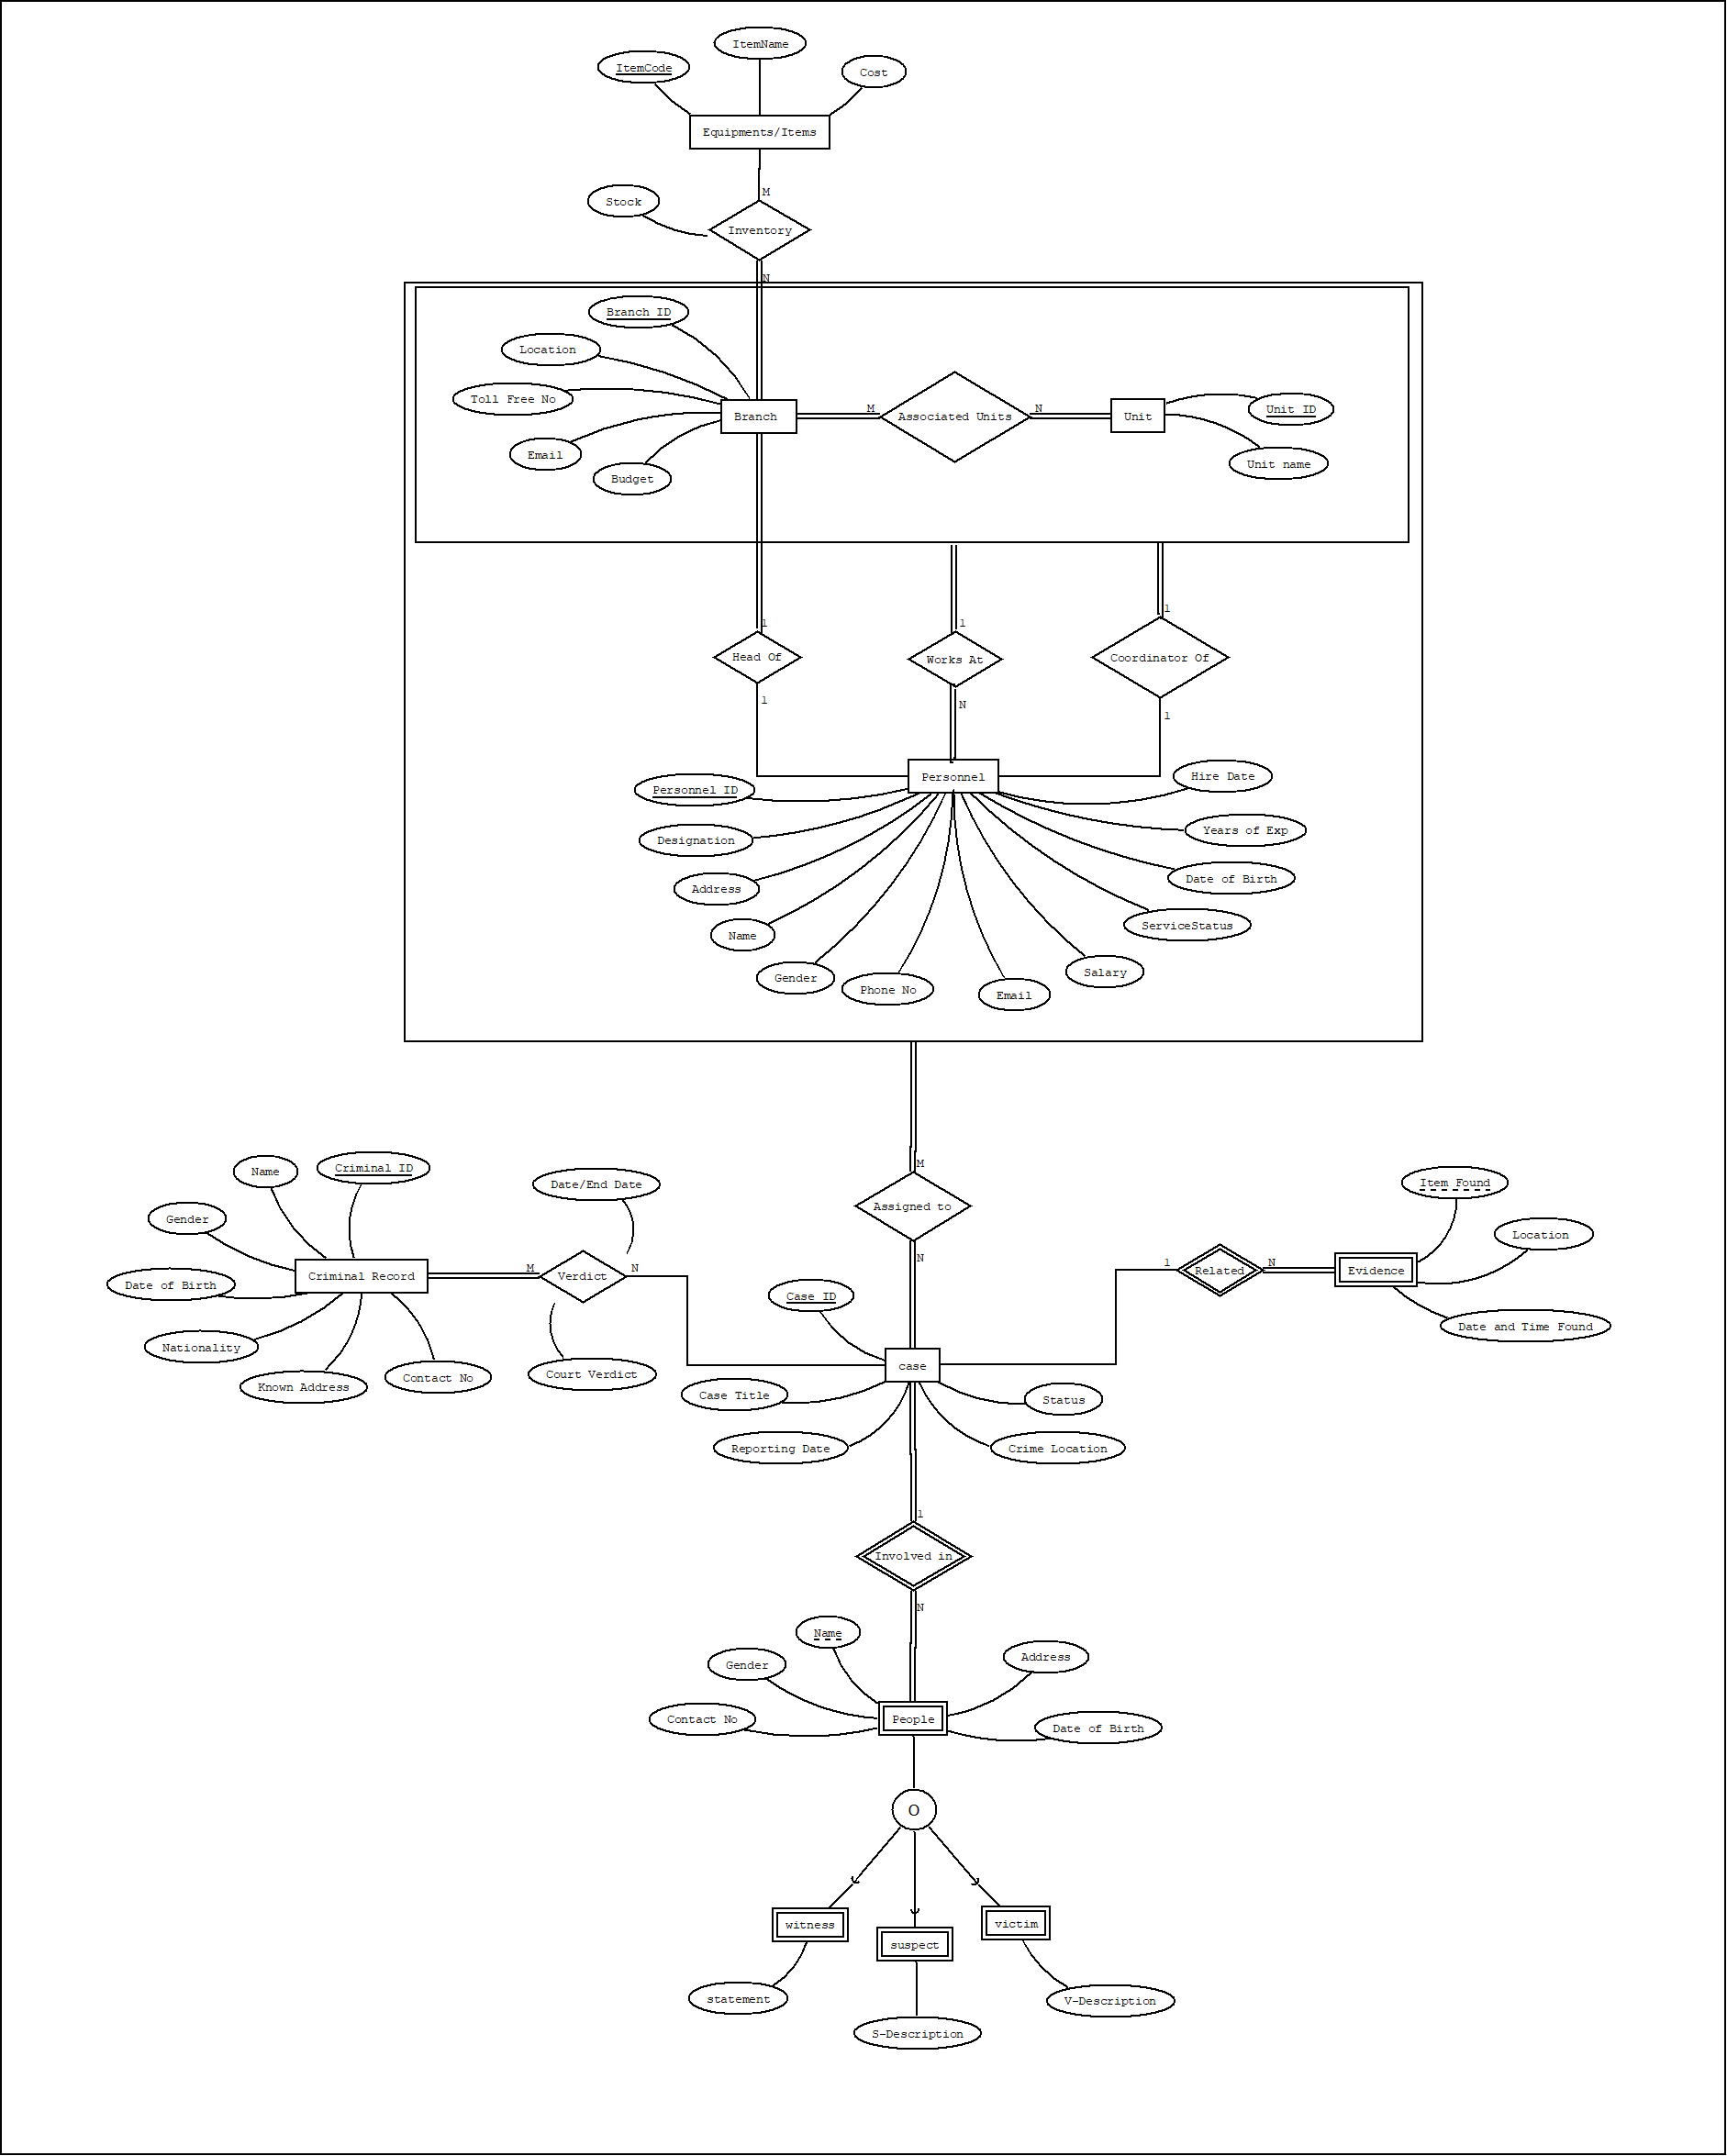 ItemName
ItemCode
Cost
Equipments/Items
M
Stock
Inventory
N
Branch ID
Location
Toll Free No
Email
Budget
Branch
M
Associated Units
N
Unit
Unit ID
Unit name
1
1
1
Head Of
Works At
Coordinator Of
1
N
1
Personnel
Personnel ID
Hire Date
Designation
Years of Exp
Address
Date of Birth
Name
ServiceStatus
Gender
Phone No
Email
Salary
M
Assigned to
N
Name
Criminal ID
Gender
Date of Birth
Criminal Record
Nationality
Known Address
Contact No
Date/End Date
M
Verdict
N
Court Verdict
Item Found
Location
1
Related
N
Evidence
Date and Time Found
Case ID
case
Case Title
Status
Reporting Date
Crime Location
1
Involved in
N
Name
Gender
Address
Contact No
People
Date of Birth
O
witness
suspect
victim
statement
S-Description
V-Description